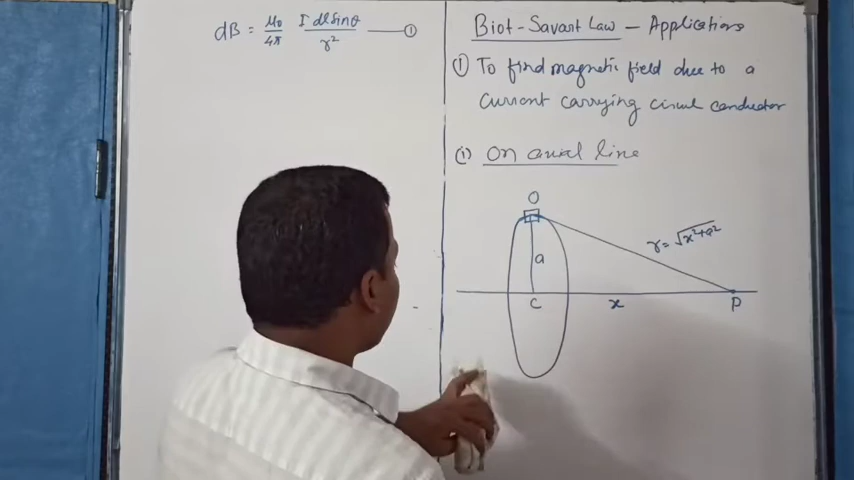 dB = μ₀/4π I dl sinθ/r² —— ①
Biot-Savart Law — Applications
① To find magnetic field due to a
Current carrying circul conductor
(i) On axial line
O
r = √x²+a²
a
C
x
P